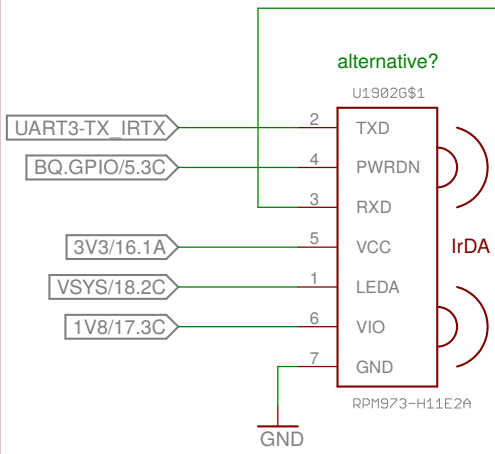 alternative?
U1902G$1
UART3-TX_IRTX 2 TXD
BQ.GPIO/5.3C 4 PWRDN
3 RXD
3V3/16.1A 5 VCC IrDA
VSYS/18.2C 1 LEDA
1V8/17.3C 6 VIO
7 GND
RPM973-H11E2A
GND